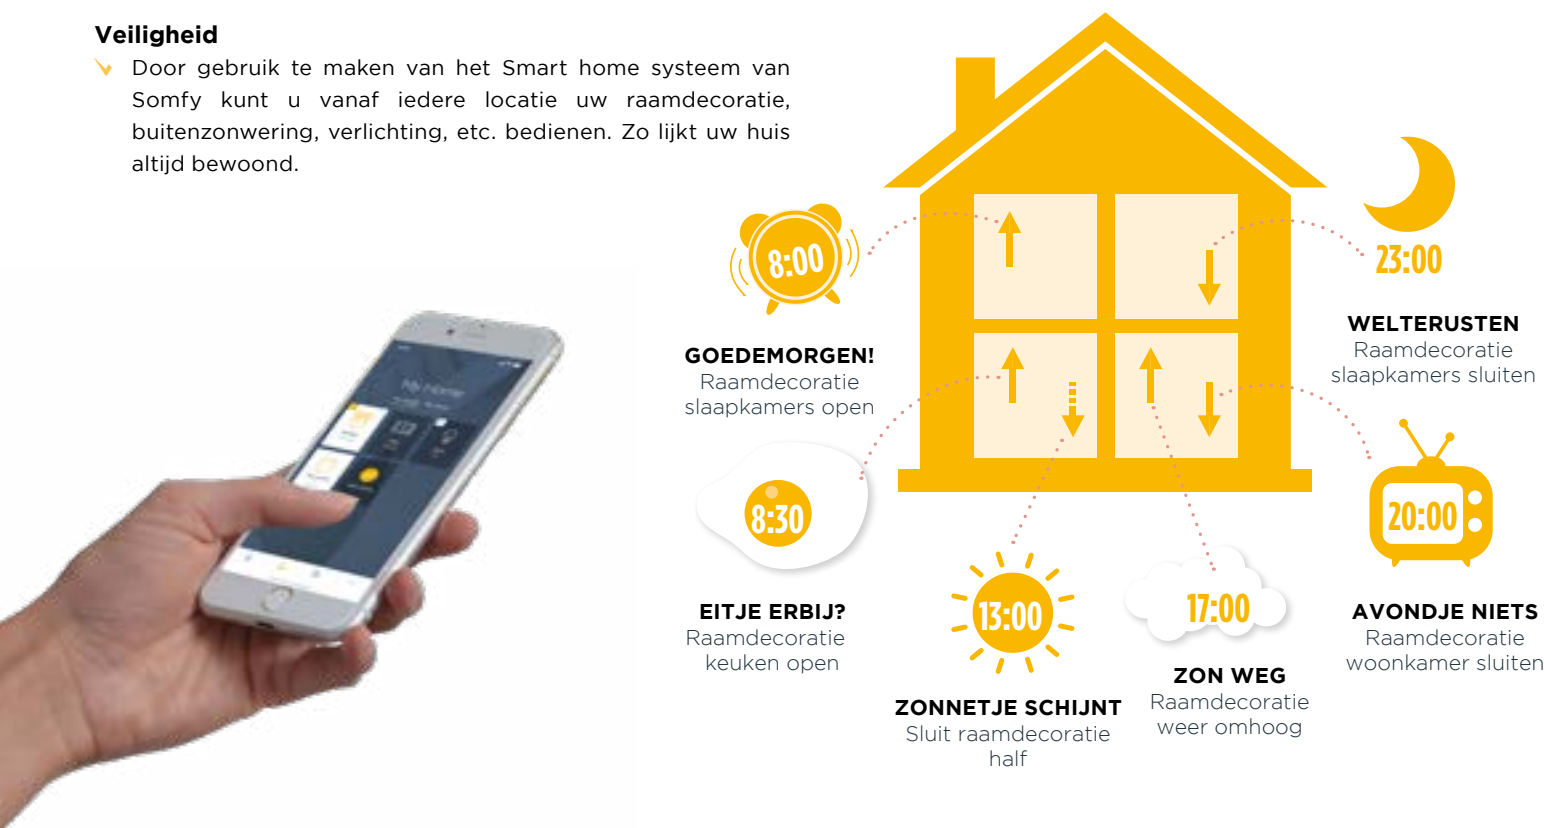 Veiligheid
Door gebruik te maken van het Smart home systeem van
Somfy kunt u vanaf iedere locatie uw raamdecoratie,
buitenzonwering, verlichting, etc. bedienen. Zo lijkt uw huis
altijd bewoond.
8:00
GOEDEMORGEN!
Raamdecoratie
slaapkamers open
8:30
EITJE ERBIJ?
Raamdecoratie
keuken open
13:00
ZONNETJE SCHIJNT
Sluit raamdecoratie
half
17:00
ZON WEG
Raamdecoratie
weer omhoog
20:00
AVONDJE NIETS
Raamdecoratie
woonkamer sluiten
23:00
WELTERUSTEN
Raamdecoratie
slaapkamers sluiten
My Home